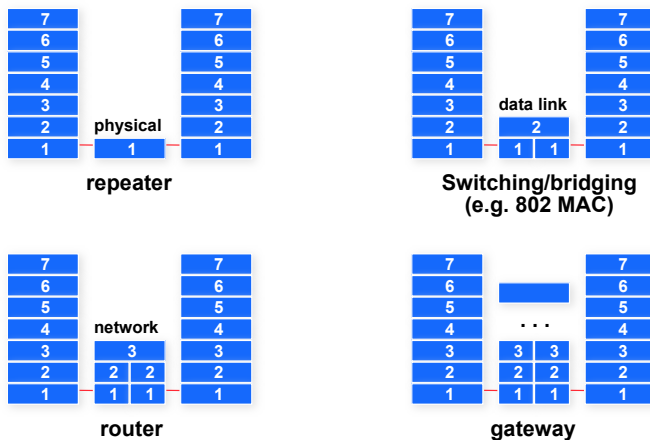 7 7
6 6
5 5
4 4
3 3
2 physical 2
1 1 1
repeater
7 7
6 6
5 5
4 4
3 data link 3
2 2 2
1 1 1 1
Switching/bridging
(e.g. 802 MAC)
7 7
6 6
5 5
4 network 4
3 3 3
2 2 2 2
1 1 1 1
router
7 7
6 6
5 5
4 . . . 4
3 3 3 3
2 2 2 2
1 1 1 1
gateway